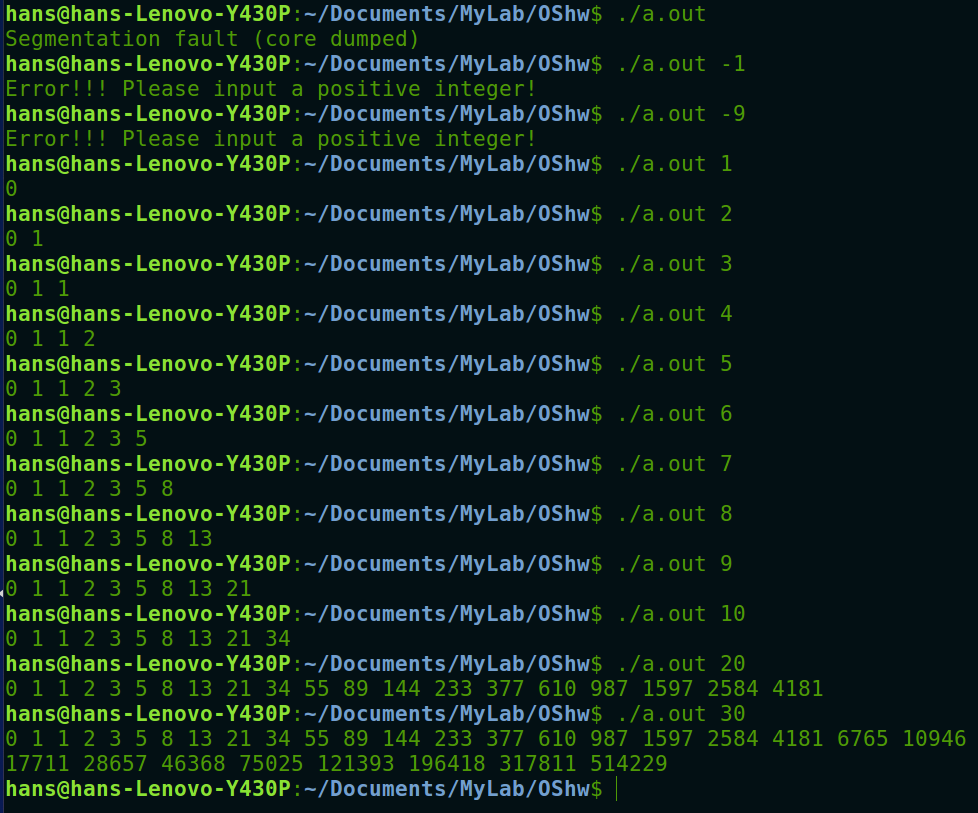 hans@hans-Lenovo-Y430P:~/Documents/MyLab/OShw$ ./a.out
Segmentation fault (core dumped)
hans@hans-Lenovo-Y430P:~/Documents/MyLab/OShw$ ./a.out -1
Error!!! Please input a positive integer!
hans@hans-Lenovo-Y430P:~/Documents/MyLab/OShw$ ./a.out -9
Error!!! Please input a positive integer!
hans@hans-Lenovo-Y430P:~/Documents/MyLab/OShw$ ./a.out 1
0
hans@hans-Lenovo-Y430P:~/Documents/MyLab/OShw$ ./a.out 2
0 1
hans@hans-Lenovo-Y430P:~/Documents/MyLab/OShw$ ./a.out 3
0 1 1
hans@hans-Lenovo-Y430P:~/Documents/MyLab/OShw$ ./a.out 4
0 1 1 2
hans@hans-Lenovo-Y430P:~/Documents/MyLab/OShw$ ./a.out 5
0 1 1 2 3
hans@hans-Lenovo-Y430P:~/Documents/MyLab/OShw$ ./a.out 6
0 1 1 2 3 5
hans@hans-Lenovo-Y430P:~/Documents/MyLab/OShw$ ./a.out 7
0 1 1 2 3 5 8
hans@hans-Lenovo-Y430P:~/Documents/MyLab/OShw$ ./a.out 8
0 1 1 2 3 5 8 13
hans@hans-Lenovo-Y430P:~/Documents/MyLab/OShw$ ./a.out 9
0 1 1 2 3 5 8 13 21
hans@hans-Lenovo-Y430P:~/Documents/MyLab/OShw$ ./a.out 10
0 1 1 2 3 5 8 13 21 34
hans@hans-Lenovo-Y430P:~/Documents/MyLab/OShw$ ./a.out 20
0 1 1 2 3 5 8 13 21 34 55 89 144 233 377 610 987 1597 2584 4181
hans@hans-Lenovo-Y430P:~/Documents/MyLab/OShw$ ./a.out 30
0 1 1 2 3 5 8 13 21 34 55 89 144 233 377 610 987 1597 2584 4181 6765 10946
17711 28657 46368 75025 121393 196418 317811 514229
hans@hans-Lenovo-Y430P:~/Documents/MyLab/OShw$